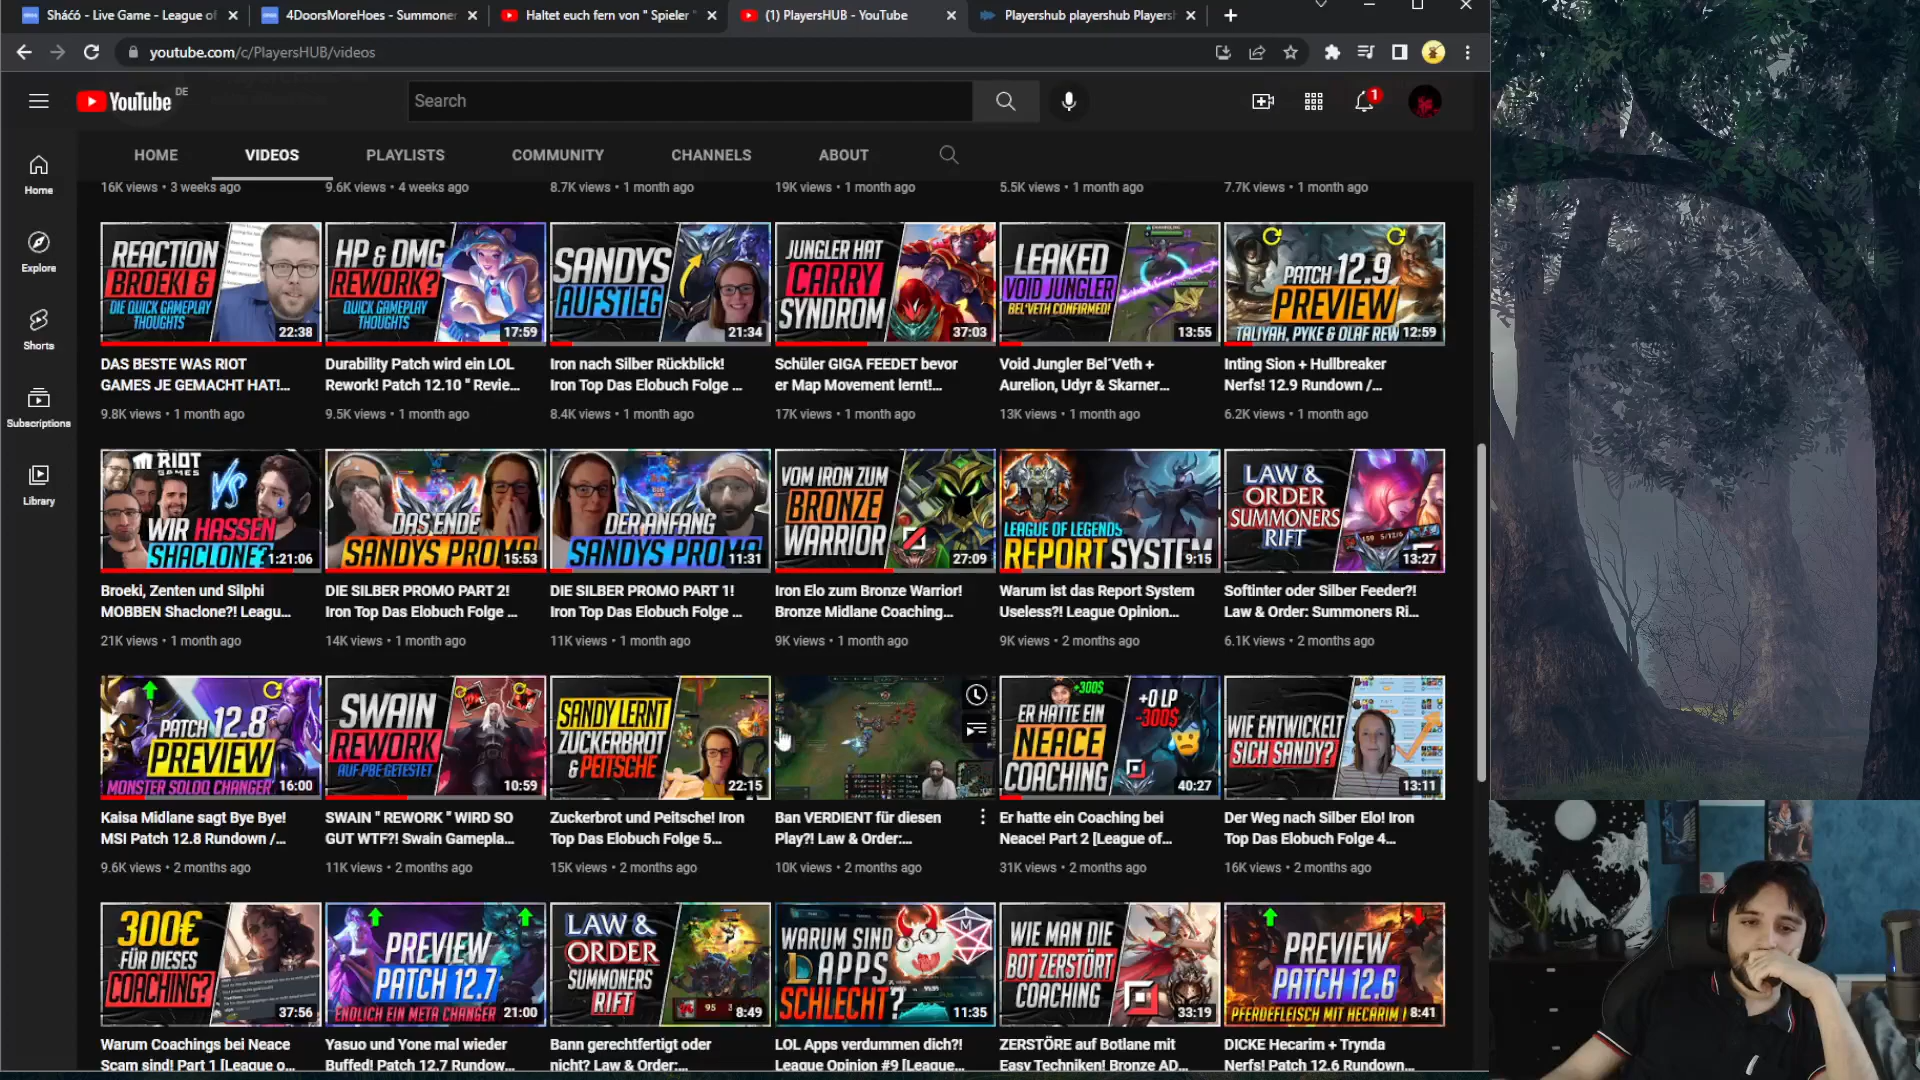 Sháćó - Live Game - League of
4DoorsMoreHoes - Summoner
Haltet euch fern von " Spieler "
(1) PlayersHUB - YouTube
Playershub playershub Players
youtube.com/c/PlayersHUB/videos
YouTube DE
Search
1
HOME
VIDEOS
PLAYLISTS
COMMUNITY
CHANNELS
ABOUT
Home
Explore
Shorts
Subscriptions
Library
16K views • 3 weeks ago
9.6K views • 4 weeks ago
8.7K views • 1 month ago
19K views • 1 month ago
5.5K views • 1 month ago
7.7K views • 1 month ago
REACTION
BROEKI &
DIE QUICK GAMEPLAY
THOUGHTS
22:38
HP & DMG
REWORK?
QUICK GAMEPLAY
THOUGHTS
17:59
SANDYS
AUFSTIEG
21:34
JUNGLER HAT
CARRY
SYNDROM
37:03
LEAKED
VOID JUNGLER
BEL'VETH CONFIRMED!
13:55
PATCH 12.9
PREVIEW
TALIYAH, PYKE & OLAF REW
12:59
DAS BESTE WAS RIOT
GAMES JE GEMACHT HAT!...
9.8K views • 1 month ago
Durability Patch wird ein LOL
Rework! Patch 12.10 " Revie...
9.5K views • 1 month ago
Iron nach Silber Rückblick!
Iron Top Das Elobuch Folge ...
8.4K views • 1 month ago
Schüler GIGA FEEDET bevor
er Map Movement lernt!...
17K views • 1 month ago
Void Jungler Bel´Veth +
Aurelion, Udyr & Skarner...
13K views • 1 month ago
Inting Sion + Hullbreaker
Nerfs! 12.9 Rundown /...
6.2K views • 1 month ago
RIOT
GAMES
VS
WIR HASSEN
SHACLONE?
1:21:06
DAS ENDE
SANDYS PROMO
15:53
DER ANFANG
SANDYS PROM
11:31
VOM IRON ZUM
BRONZE
WARRIOR
27:09
LEAGUE OF LEGENDS
REPORT SYSTEM
9:15
LAW &
ORDER
SUMMONERS
RIFT
13:27
Broeki, Zenten und Silphi
MOBBEN Shaclone?! Leagu...
21K views • 1 month ago
DIE SILBER PROMO PART 2!
Iron Top Das Elobuch Folge ...
14K views • 1 month ago
DIE SILBER PROMO PART 1!
Iron Top Das Elobuch Folge ...
11K views • 1 month ago
Iron Elo zum Bronze Warrior!
Bronze Midlane Coaching...
9K views • 1 month ago
Warum ist das Report System
Useless?! League Opinion...
9K views • 2 months ago
Softinter oder Silber Feeder?!
Law & Order: Summoners Ri...
6.1K views • 2 months ago
PATCH 12.8
PREVIEW
MONSTER SOLOQ CHANGER
16:00
SWAIN
REWORK
AUF PBE GETESTET
10:59
SANDY LERNT
ZUCKERBROT
& PEITSCHE
22:15
+300$
ER HATTE EIN
NEACE
COACHING
+0 LP
-300$
40:27
WIE ENTWICKELT
SICH SANDY?
13:11
Kaisa Midlane sagt Bye Bye!
MSI Patch 12.8 Rundown /...
9.6K views • 2 months ago
SWAIN " REWORK " WIRD SO
GUT WTF?! Swain Gamepla...
11K views • 2 months ago
Zuckerbrot und Peitsche! Iron
Top Das Elobuch Folge 5...
15K views • 2 months ago
Ban VERDIENT für diesen
Play?! Law & Order:...
10K views • 2 months ago
Er hatte ein Coaching bei
Neace! Part 2 [League of...
31K views • 2 months ago
Der Weg nach Silber Elo! Iron
Top Das Elobuch Folge 4...
16K views • 2 months ago
300€
FÜR DIESES
COACHING?
37:56
PREVIEW
PATCH 12.7
ENDLICH EIN META CHANGER
21:00
LAW &
ORDER
SUMMONERS
RIFT
95
8:49
WARUM SIND
APPS
SCHLECHT?
M
11:35
WIE MAN DIE
BOT ZERSTÖRT
COACHING
33:19
PREVIEW
PATCH 12.6
PFERDEFLEISCH MIT HECARIM
8:41
Warum Coachings bei Neace
Scam sind! Part 1 [League o...
Yasuo und Yone mal wieder
Buffed! Patch 12.7 Rundow...
Bann gerechtfertigt oder
nicht? Law & Order:...
LOL Apps verdummen dich?!
League Opinion #9 [League...
ZERSTÖRE auf Botlane mit
Easy Techniken! Bronze AD...
DICKE Hecarim + Trynda
Nerfs! Patch 12.6 Rundown...